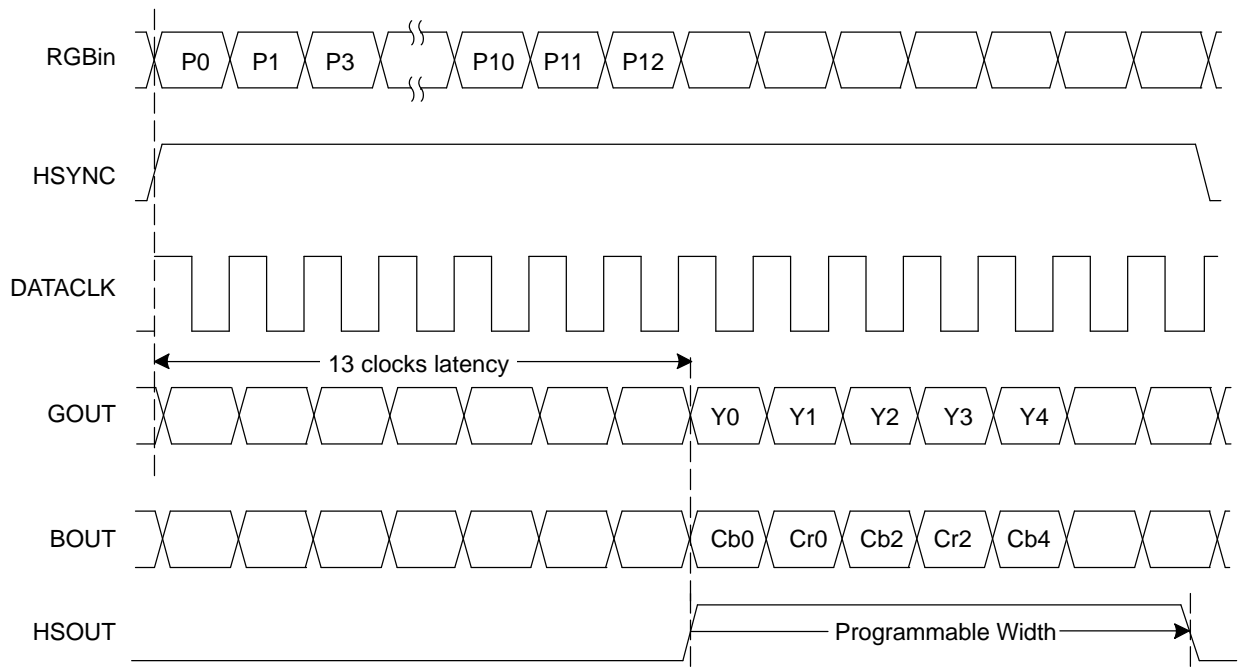 RGBin P0 P1 P3 P10 P11 P12
HSYNC
DATACLK
13 clocks latency
GOUT Y0 Y1 Y2 Y3 Y4
BOUT Cb0 Cr0 Cb2 Cr2 Cb4
HSOUT Programmable Width